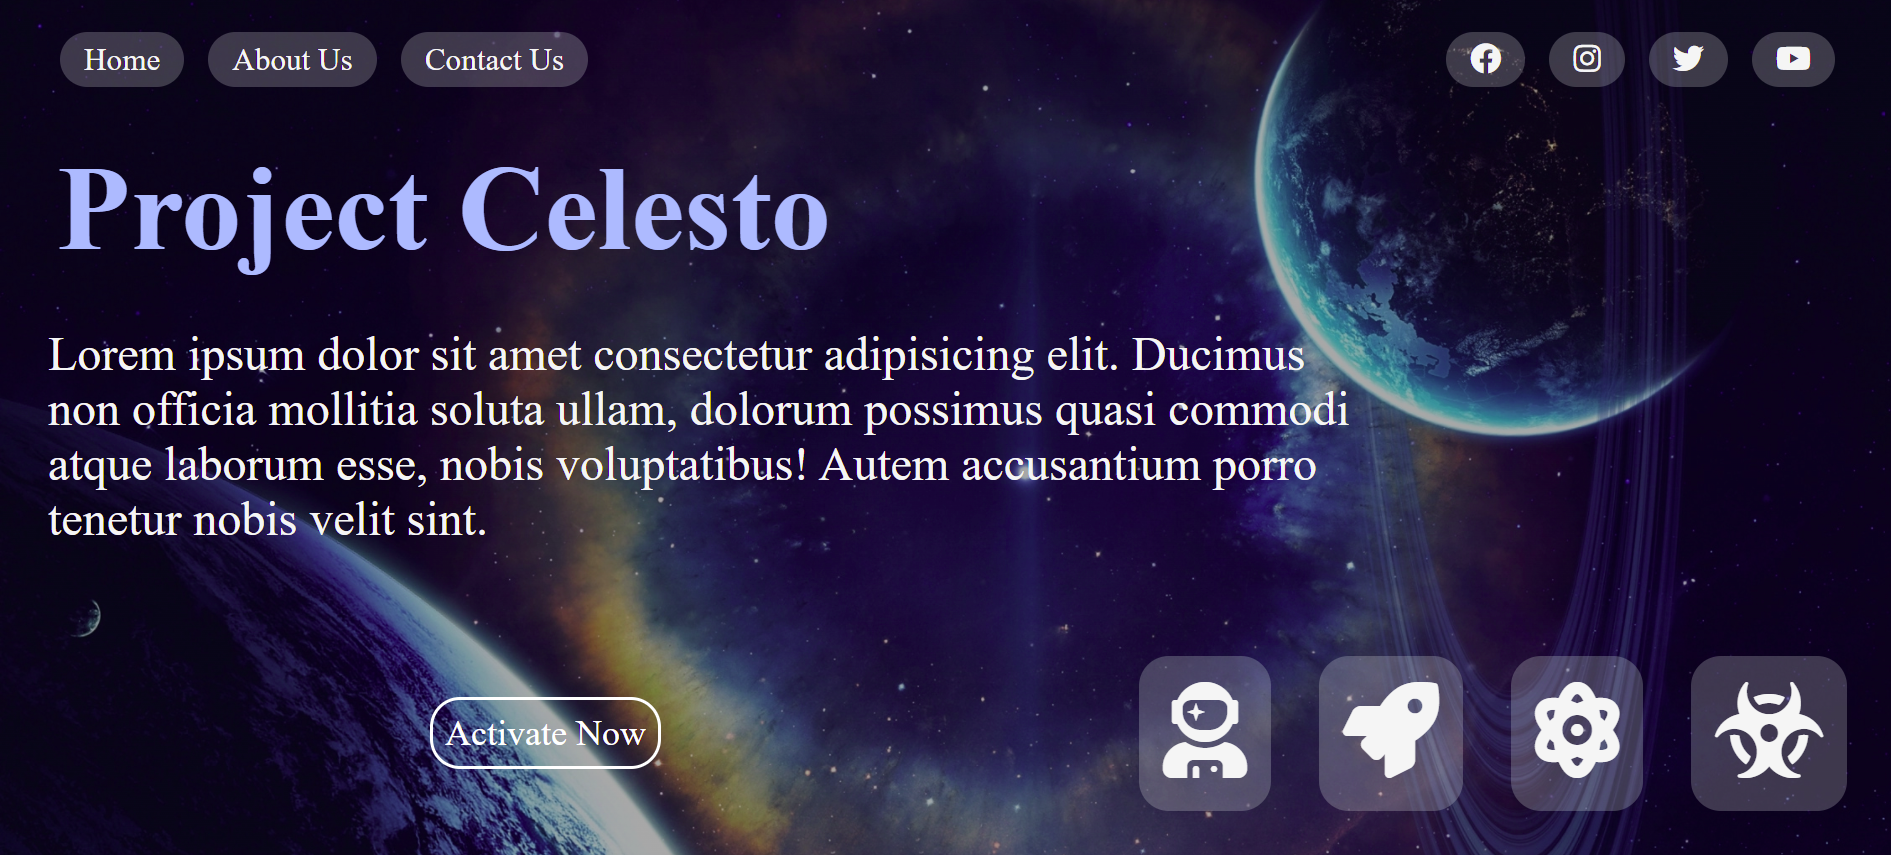 Home About Us Contact Us
Project Celesto
Lorem ipsum dolor sit amet consectetur adipisicing elit. Ducimus
non officia mollitia soluta ullam, dolorum possimus quasi commodi
atque laborum esse, nobis voluptatibus! Autem accusantium porro
tenetur nobis velit sint.
Activate Now